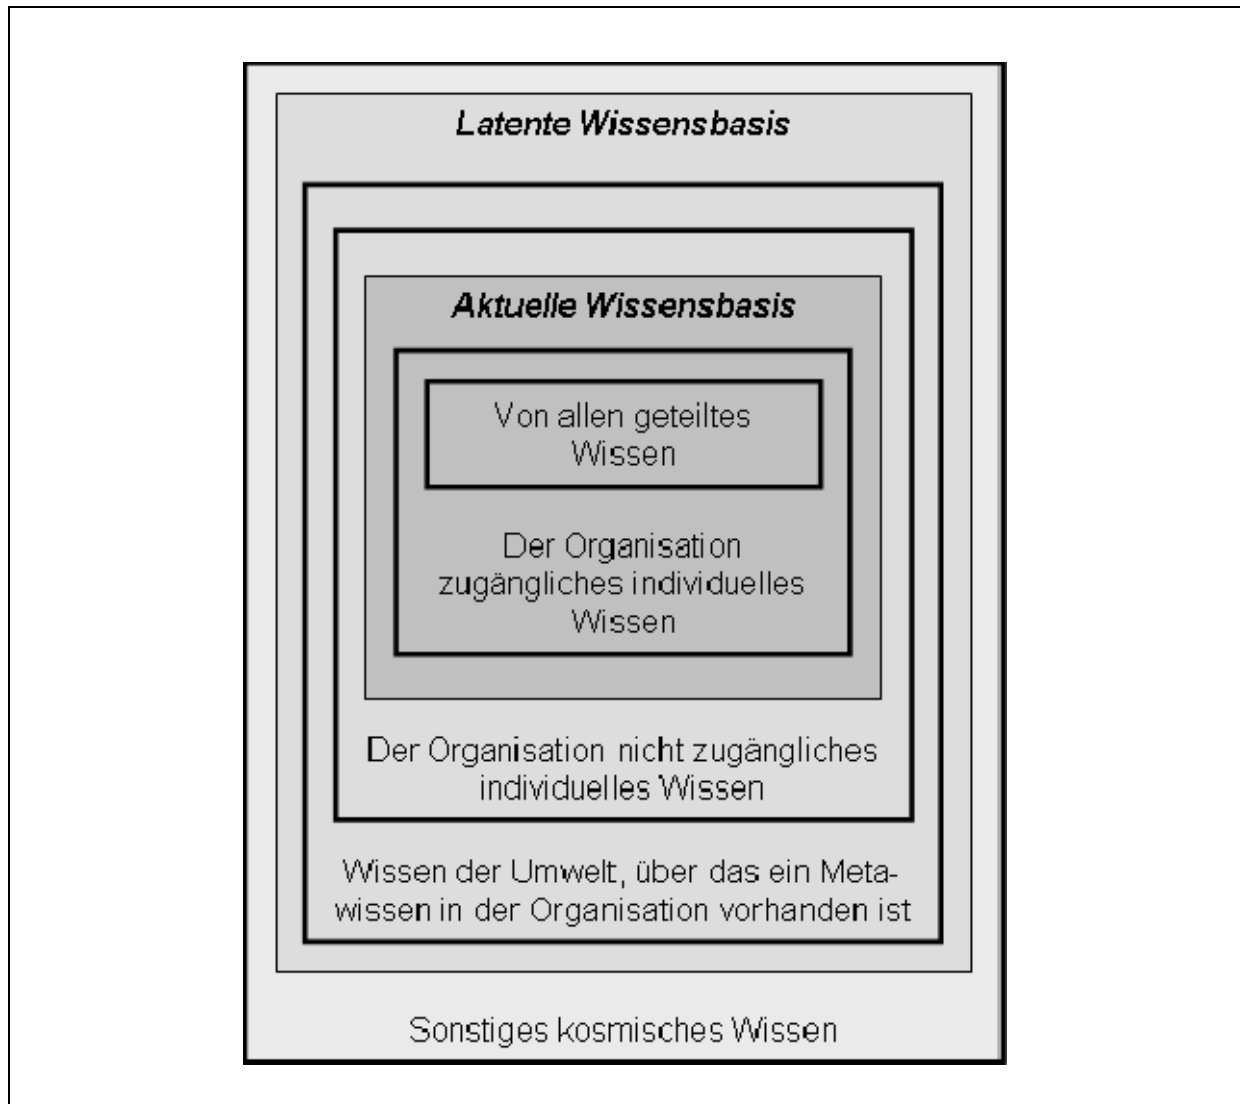 Latente Wissensbasis
Aktuelle Wissensbasis
Von allen geteiltes
Wissen
Der Organisation
zugängliches individuelles
Wissen
Der Organisation nicht zugängliches
individuelles Wissen
Wissen der Umwelt, über das ein Meta-
wissen in der Organisation vorhanden ist
Sonstiges kosmisches Wissen